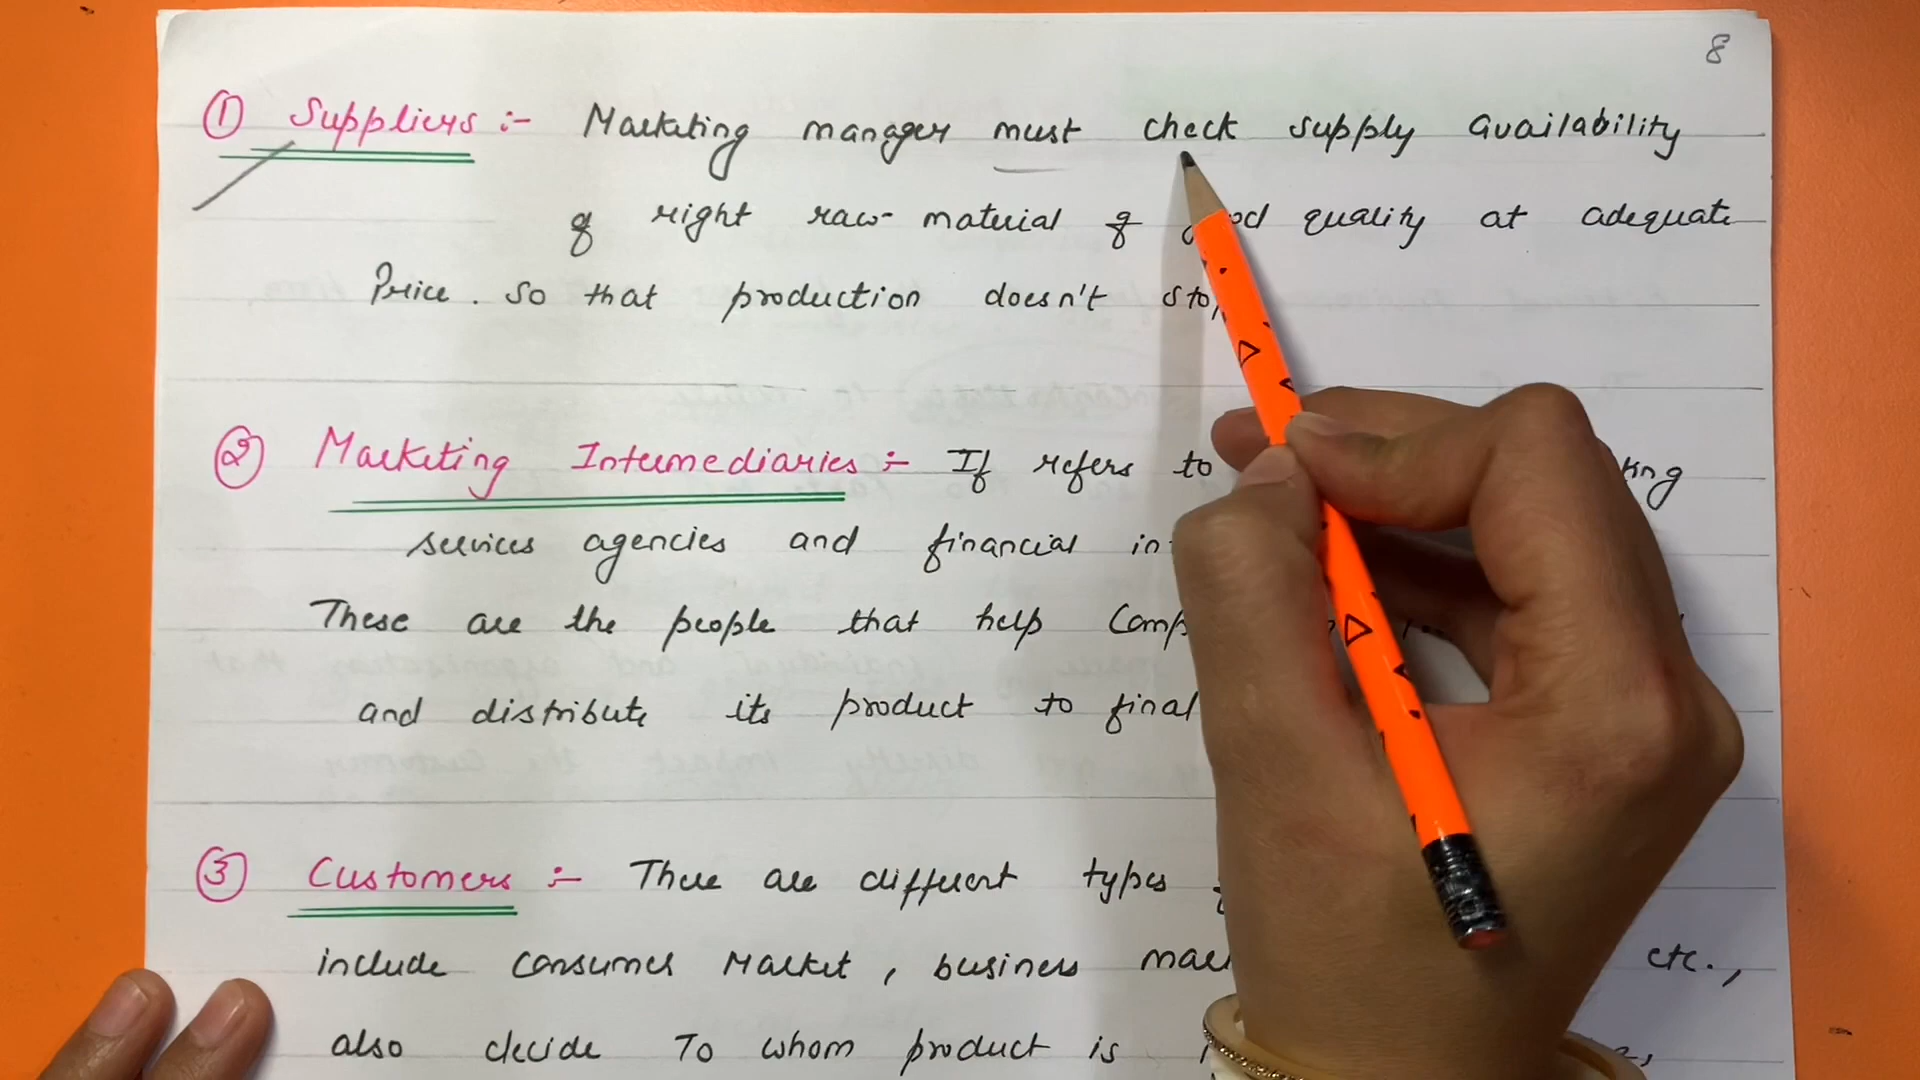 8
① Suppliers :- Marketing manager must check supply availability
of right raw-material of quality at adequate
Price. So that production doesn't
② Marketing Intermediaries :- If refers to
services agencies and financial
These are the people that help
and distribute its product to final
③ Customers :- There are different types
include consumer Market, business etc.,
also decide To whom product is